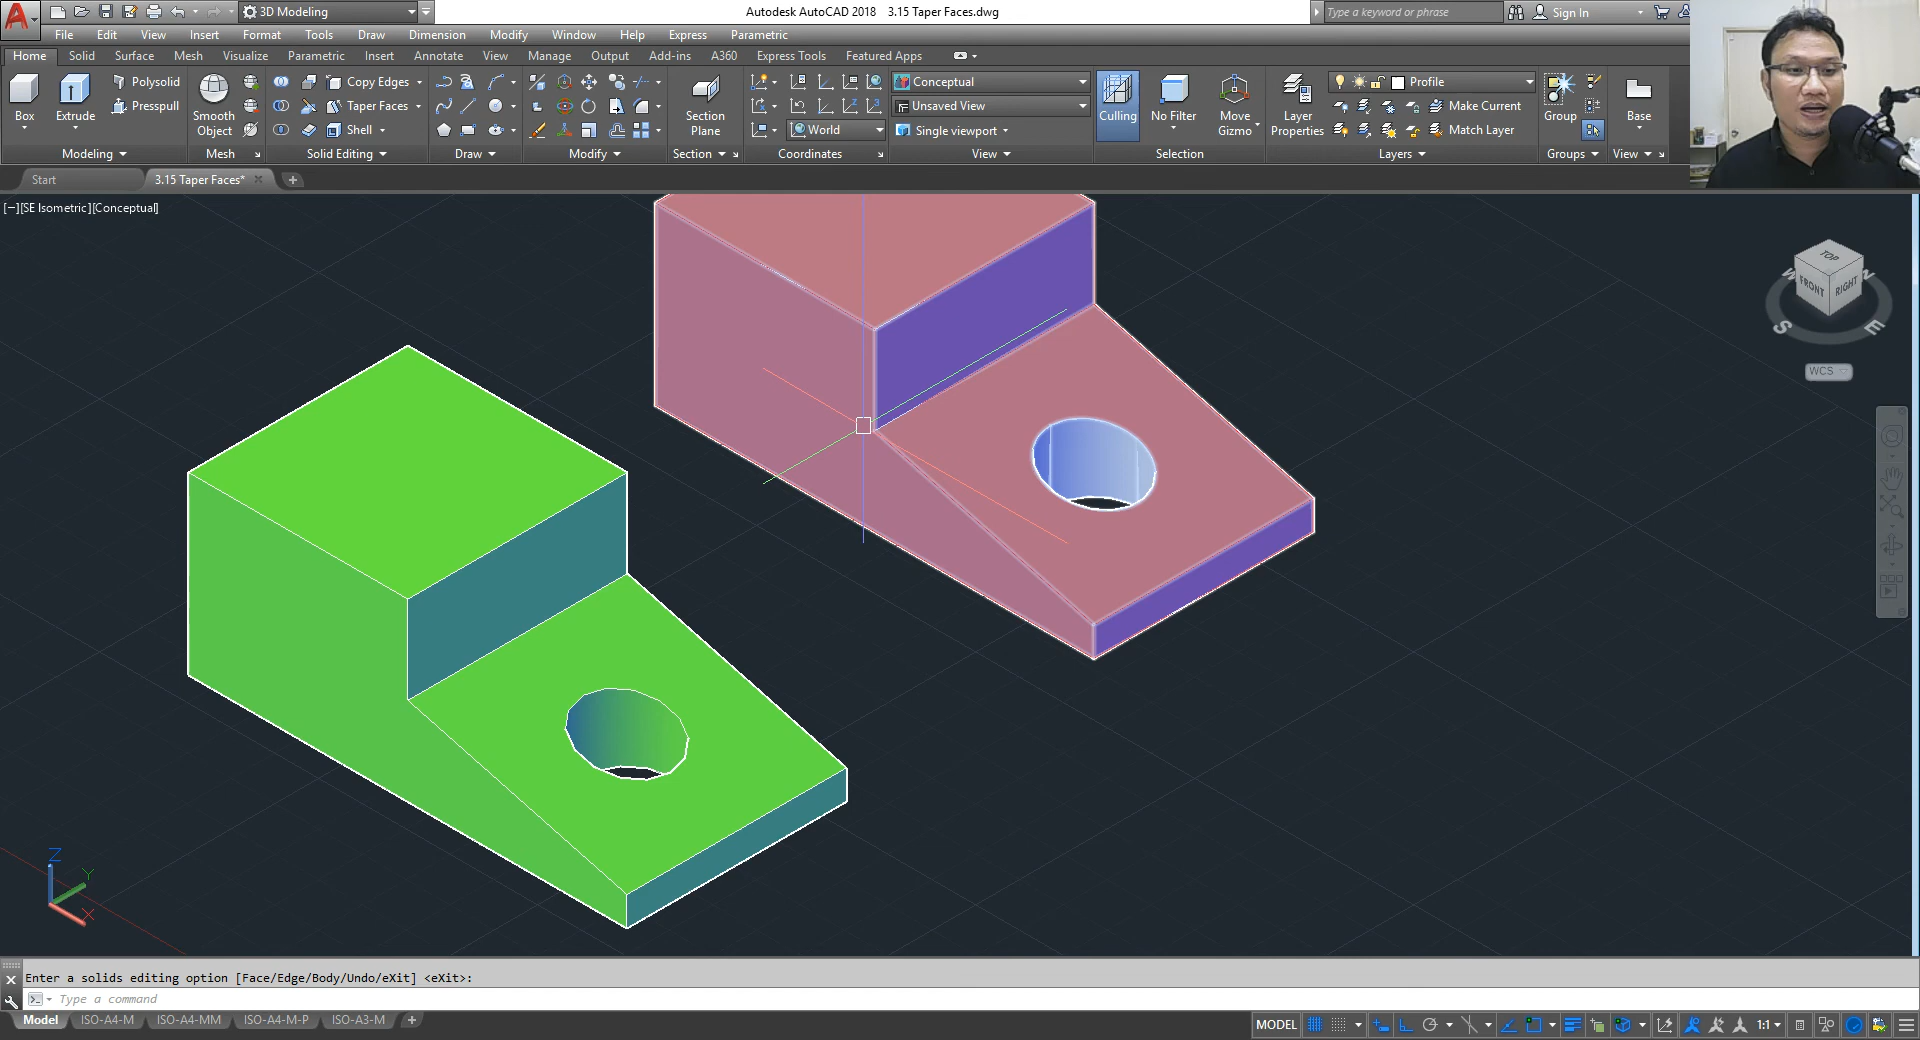 3D Modeling
Autodesk AutoCAD 2018 3.15 Taper Faces.dwg
Type a keyword or phrase
Sign In
File Edit View Insert Format Tools Draw Dimension Modify Window Help Express Parametric
Home Solid Surface Mesh Visualize Parametric Insert Annotate View Manage Output Add-ins A360 Express Tools Featured Apps
Polysolid Copy Edges Conceptual Profile
Presspull Taper Faces Unsaved View Make Current
Box Extrude Smooth Object Shell Section Plane World Single viewport Culling No Filter Move Gizmo Layer Properties Match Layer Group Base
Modeling Mesh Solid Editing Draw Modify Section Coordinates View Selection Layers Groups View
Start 3.15 Taper Faces*
[−][SE Isometric][Conceptual]
TOP
FRONT RIGHT
W N
S E
WCS
Z
Y
X
Enter a solids editing option [Face/Edge/Body/Undo/eXit] <eXit>:
Type a command
Model ISO-A4-M ISO-A4-MM ISO-A4-M-P ISO-A3-M +
MODEL 1:1